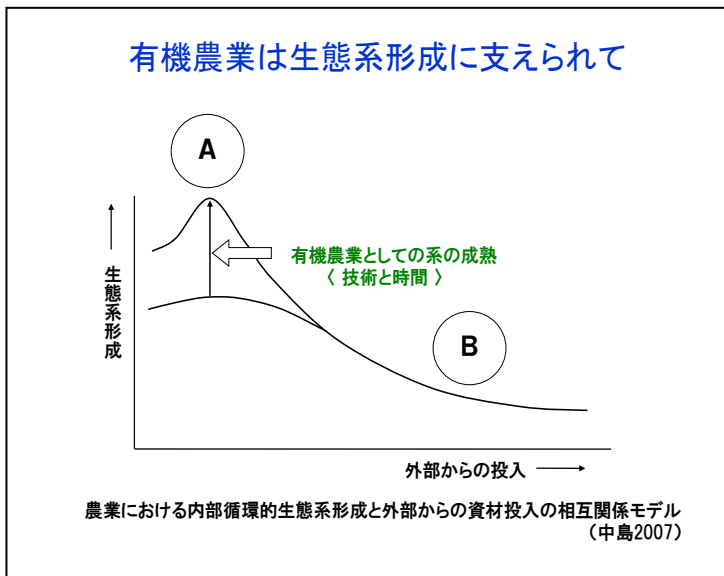 有機農業は生態系形成に支えられて
A
生態系形成
有機農業としての系の成熟
〈 技術と時間 〉
B
外部からの投入
農業における内部循環的生態系形成と外部からの資材投入の相互関係モデル
(中島2007)